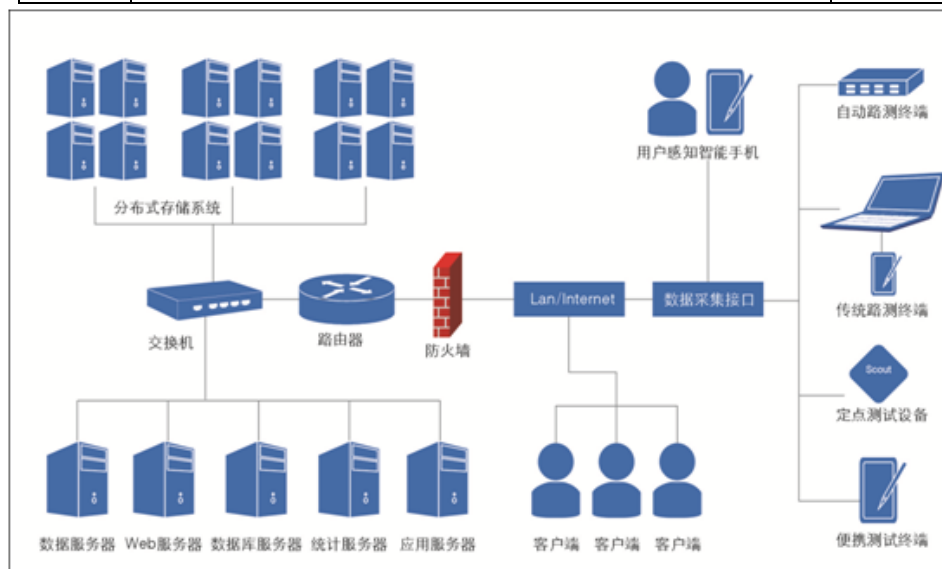 分布式存储系统
用户感知智能手机
自动路测终端
交换机
路由器
防火墙
Lan/Internet
数据采集接口
传统路测终端
Scout
定点测试设备
数据服务器
Web服务器
数据库服务器
统计服务器
应用服务器
客户端
客户端
客户端
便携测试终端